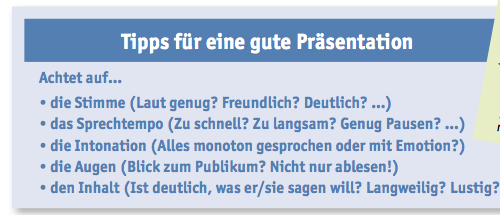 Tipps für eine gute Präsentation
Achtet auf...
• die Stimme (Laut genug? Freundlich? Deutlich? ...)
• das Sprechtempo (Zu schnell? Zu langsam? Genug Pausen? ...)
• die Intonation (Alles monoton gesprochen oder mit Emotion?)
• die Augen (Blick zum Publikum? Nicht nur ablesen!)
• den Inhalt (Ist deutlich, was er/sie sagen will? Langweilig? Lustig?